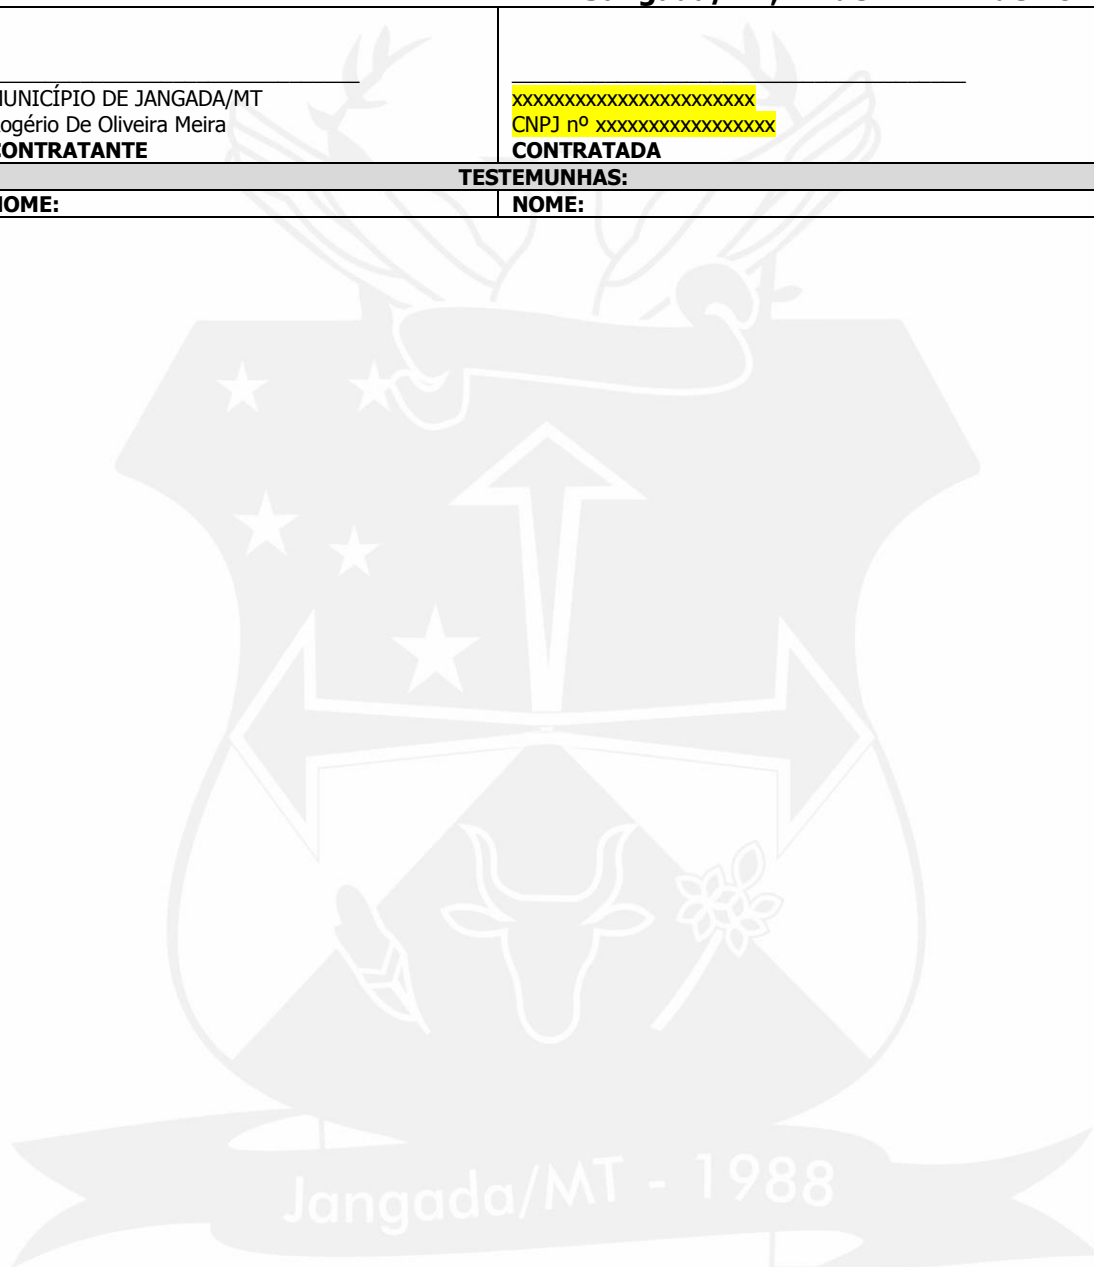 MUNICÍPIO DE JANGADA/MT
Rogério De Oliveira Meira
CONTRATANTE
xxxxxxxxxxxxxxxxxxxxxxx
CNPJ nº xxxxxxxxxxxxxxxxx
CONTRATADA
TESTEMUNHAS:
NOME:
NOME:
Jangada/MT - 1988